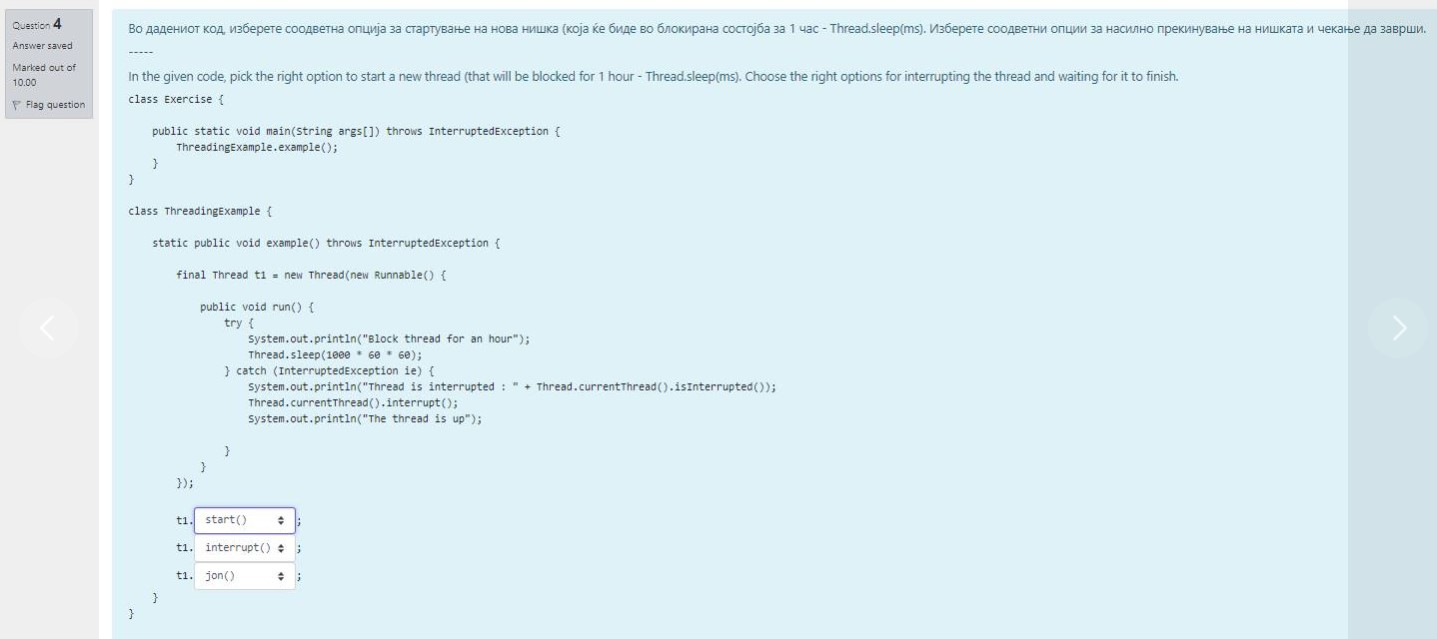 Question 4
Answer saved
Marked out of
10.00
Flag question
Во дадениот код, изберете соодветна опција за стартување на нова нишка (која ќе биде во блокирана состојба за 1 час - Thread.sleep(ms). Изберете соодветни опции за насилно прекинување на нишката и чекање да заврши.
-----
In the given code, pick the right option to start a new thread (that will be blocked for 1 hour - Thread.sleep(ms). Choose the right options for interrupting the thread and waiting for it to finish.
class Exercise {
public static void main(String args[]) throws InterruptedException {
ThreadingExample.example();
}
}
class ThreadingExample {
static public void example() throws InterruptedException {
final Thread t1 = new Thread(new Runnable() {
public void run() {
try {
System.out.println("Block thread for an hour");
Thread.sleep(1000 * 60 * 60);
} catch (InterruptedException ie) {
System.out.println("Thread is interrupted : " + Thread.currentThread().isInterrupted());
Thread.currentThread().interrupt();
System.out.println("The thread is up");
}
}
});
t1. start() ;
t1. interrupt() ;
t1. jon() ;
}
}